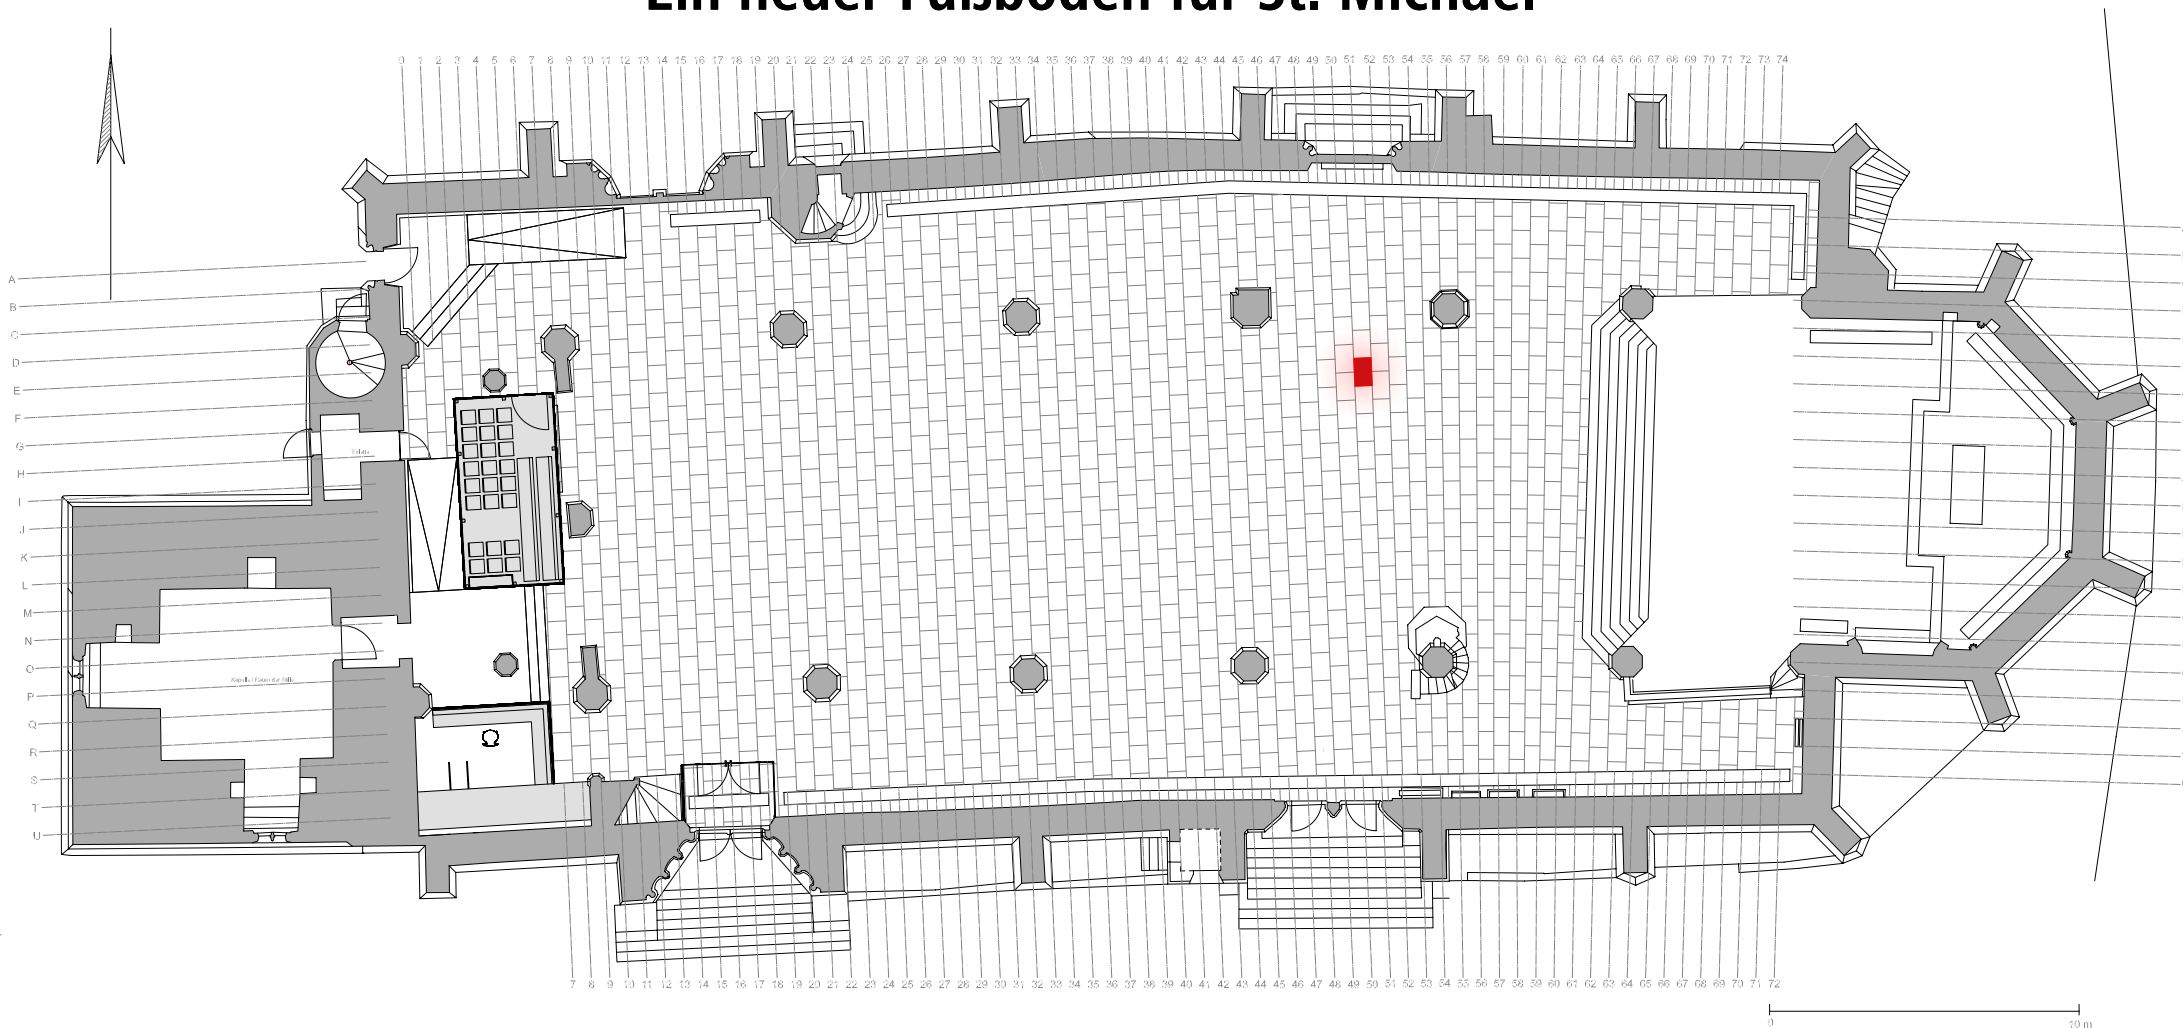 Ein neuer Fußboden für St. Michael
0 1 2 3 4 5 6 7 8 9 10 11 12 13 14 15 16 17 18 19 20 21 22 23 24 25 26 27 28 29 30 31 32 33 34 35 36 37 38 39 40 41 42 43 44 45 46 47 48 49 50 51 52 53 54 55 56 57 58 59 60 61 62 63 64 65 66 67 68 69 70 71 72 73 74
A
B
C
D
E
F
G
H
I
J
K
L
M
N
O
P
Q
R
S
T
U
7 8 9 10 11 12 13 14 15 16 17 18 19 20 21 22 23 24 25 26 27 28 29 30 31 32 33 34 35 36 37 38 39 40 41 42 43 44 45 46 47 48 49 50 51 52 53 54 55 56 57 58 59 60 61 62 63 64 65 66 67 68 69 70 71 72
0 10 m